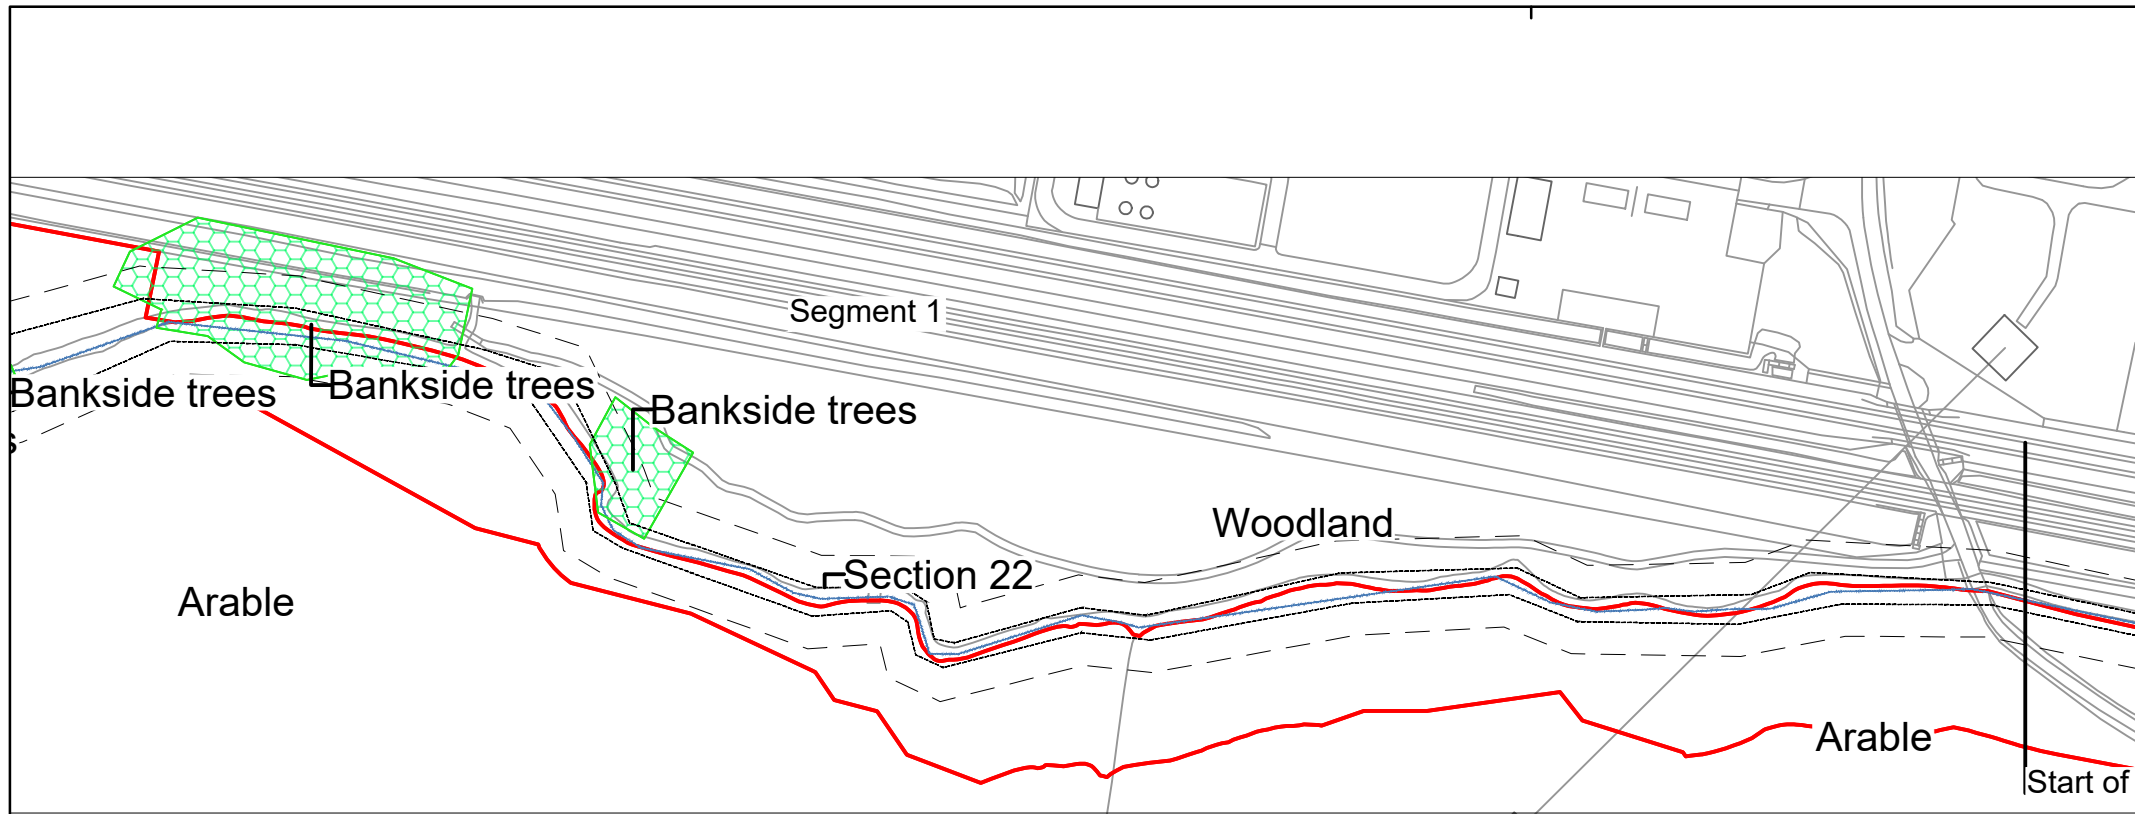 Segment 1
Bankside trees
Bankside trees
Bankside trees
s
Woodland
Section 22
Arable
Arable
Start of